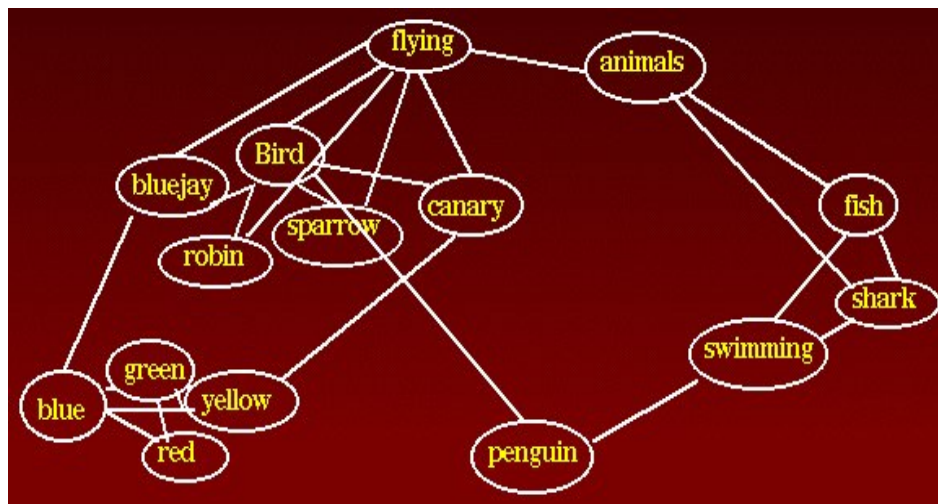 flying
animals
Bird
bluejay
canary
fish
sparrow
robin
shark
swimming
green
yellow
blue
red
penguin